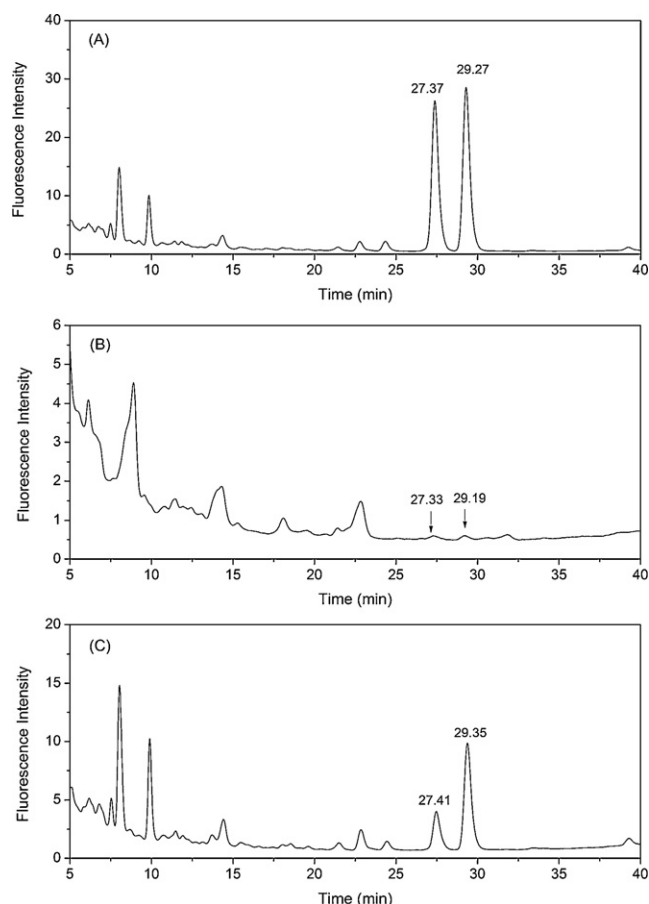 (A)
40
30
20
10
0
Fluorescence Intensity
27.37
29.27
5 10 15 20 25 30 35 40
Time (min)
(B)
6
5
4
3
2
1
0
Fluorescence Intensity
27.33 29.19
5 10 15 20 25 30 35 40
Time (min)
(C)
20
15
10
5
0
Fluorescence Intensity
29.35
27.41
5 10 15 20 25 30 35 40
Time (min)